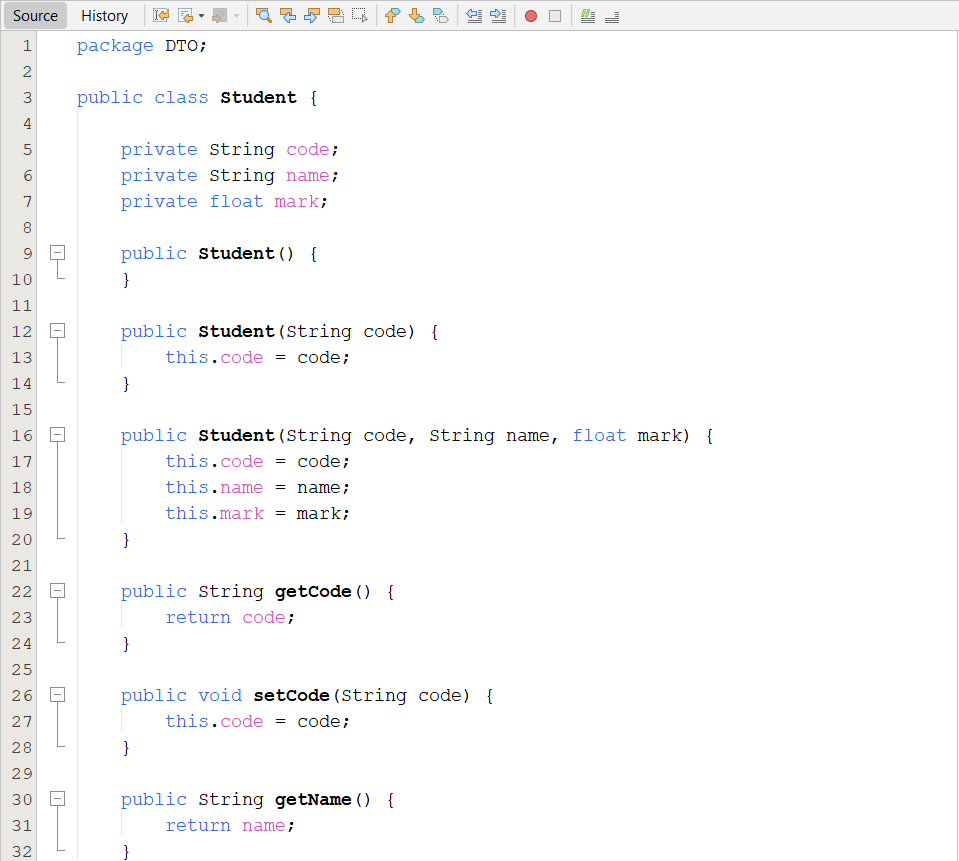 Source History
1 package DTO;
2
3 public class Student {
4
5 private String code;
6 private String name;
7 private float mark;
8
9 public Student() {
10 }
11
12 public Student(String code) {
13 this.code = code;
14 }
15
16 public Student(String code, String name, float mark) {
17 this.code = code;
18 this.name = name;
19 this.mark = mark;
20 }
21
22 public String getCode() {
23 return code;
24 }
25
26 public void setCode(String code) {
27 this.code = code;
28 }
29
30 public String getName() {
31 return name;
32 }